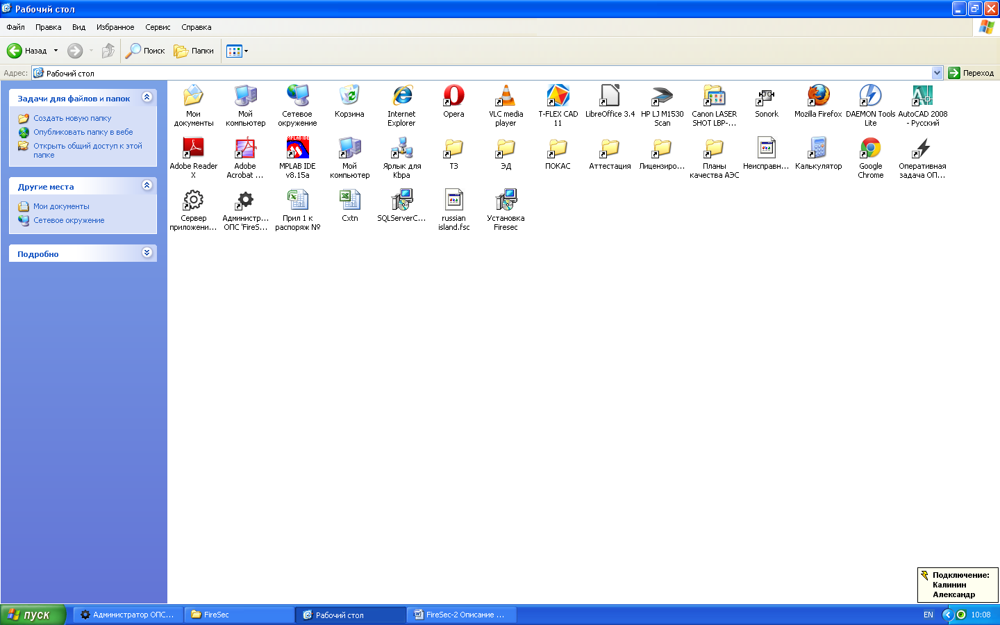 Рабочий стол
Файл Правка Вид Избранное Сервис Справка
Назад Поиск Папки
Адрес: Рабочий стол Переход
Задачи для файлов и папок
Создать новую папку
Опубликовать папку в вебе
Открыть общий доступ к этой
папке
Другие места
Мои документы
Сетевое окружение
Подробно
Мои
документы
Мой
компьютер
Сетевое
окружение
Корзина
Internet
Explorer
Opera
VLC media
player
T-FLEX CAD
11
LibreOffice 3.4
HP LJ M1530
Scan
Canon LASER
SHOT LBP-...
Sonork
Mozilla Firefox
DAEMON Tools
Lite
AutoCAD 2008
- Русский
Adobe Reader
X
Adobe
Acrobat ...
MPLAB IDE
MPLAB IDE
v8.15a
Мой
компьютер
Ярлык для
Kbpa
ТЗ
ЭД
ПОКАС
Аттестация
Лицензиро...
Планы
качества АЭС
Неисправн...
Калькулятор
Google
Chrome
Оперативная
задача ОП...
Сервер
приложени...
Администр...
ОПС 'FireS...
Прил 1 к
распоряж №
Cxtn
SQLServerC...
russian
island.fsc
Установка
Firesec
Подключение:
Калинин
Александр
пуск Администратор ОПС... FireSec Рабочий стол FireSec-2 Описание ... EN 10:08